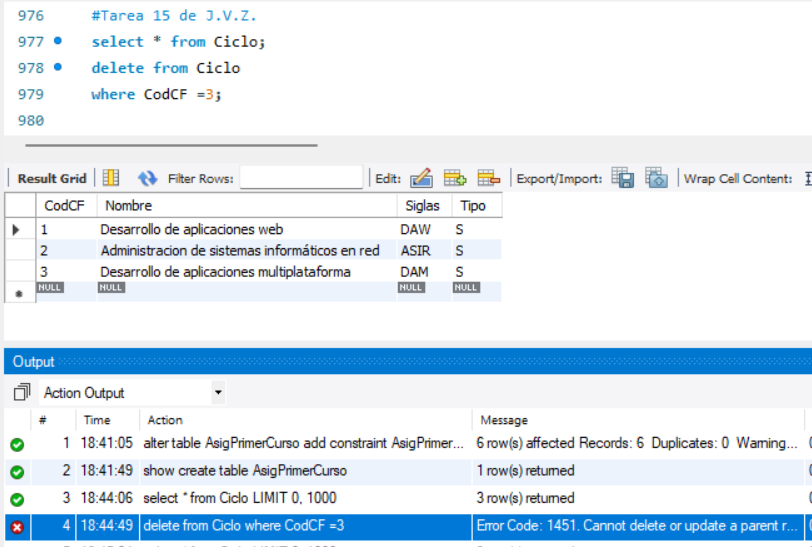 976 #Tarea 15 de J.V.Z.
977 select * from Ciclo;
978 delete from Ciclo
979 where CodCF =3;
980
Result Grid Filter Rows: Edit: Export/Import: Wrap Cell Content:
CodCF Nombre Siglas Tipo
1 Desarrollo de aplicaciones web DAW S
2 Administracion de sistemas informáticos en red ASIR S
3 Desarrollo de aplicaciones multiplataforma DAM S
NULL NULL NULL NULL
Output
Action Output
# Time Action Message
1 18:41:05 alter table AsigPrimerCurso add constraint AsigPrimer... 6 row(s) affected Records: 6 Duplicates: 0 Warning...
2 18:41:49 show create table AsigPrimerCurso 1 row(s) returned
3 18:44:06 select * from Ciclo LIMIT 0, 1000 3 row(s) returned
4 18:44:49 delete from Ciclo where CodCF =3 Error Code: 1451. Cannot delete or update a parent r...